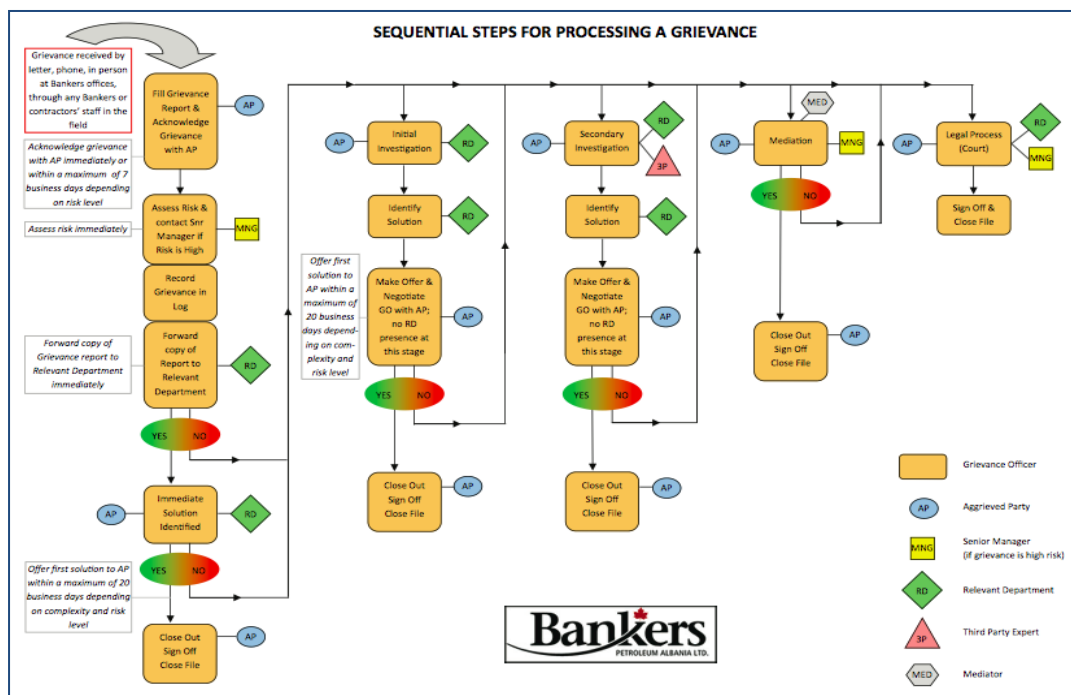 SEQUENTIAL STEPS FOR PROCESSING A GRIEVANCE
Grievance received by
letter, phone, in person
at Bankers offices,
through any Bankers or
contractors' staff in the
field
Acknowledge grievance
with AP immediately or
within a maximum of 7
business days depending
on risk level
Assess risk immediately
Forward copy of
Grievance report to
Relevant Department
immediately
Offer first solution to AP
within a maximum of 20
business days depending
on complexity and risk
level
Fill Grievance
Report &
Acknowledge
Grievance
with AP
AP
Assess Risk &
contact Snr
Manager if
Risk is High
MNG
Record
Grievance in
Log
Forward
copy of
Report to
Relevant
Department
RD
YES
NO
AP
Immediate
Solution
Identified
RD
YES
NO
Close Out
Sign Off
Close File
AP
Offer first
solution to
AP within a
maximum of
20 business
days depend-
ing on com-
plexity and
risk level
AP
Initial
Investigation
RD
Identify
Solution
RD
Make Offer &
Negotiate
GO with AP;
no RD
presence at
this stage
AP
YES
NO
Close Out
Sign Off
Close File
AP
AP
Secondary
Investigation
RD
3P
Identify
Solution
RD
Make Offer &
Negotiate
GO with AP;
no RD
presence at
this stage
AP
YES
NO
Close Out
Sign Off
Close File
AP
MED
AP
Mediation
MNG
YES
NO
Close Out
Sign Off
Close File
AP
AP
Legal Process
(Court)
RD
MNG
Sign Off &
Close File
Grievance Officer
AP
Aggrieved Party
MNG
Senior Manager
(if grievance is high risk)
RD
Relevant Department
3P
Third Party Expert
MED
Mediator
Bankers
PETROLEUM ALBANIA LTD.